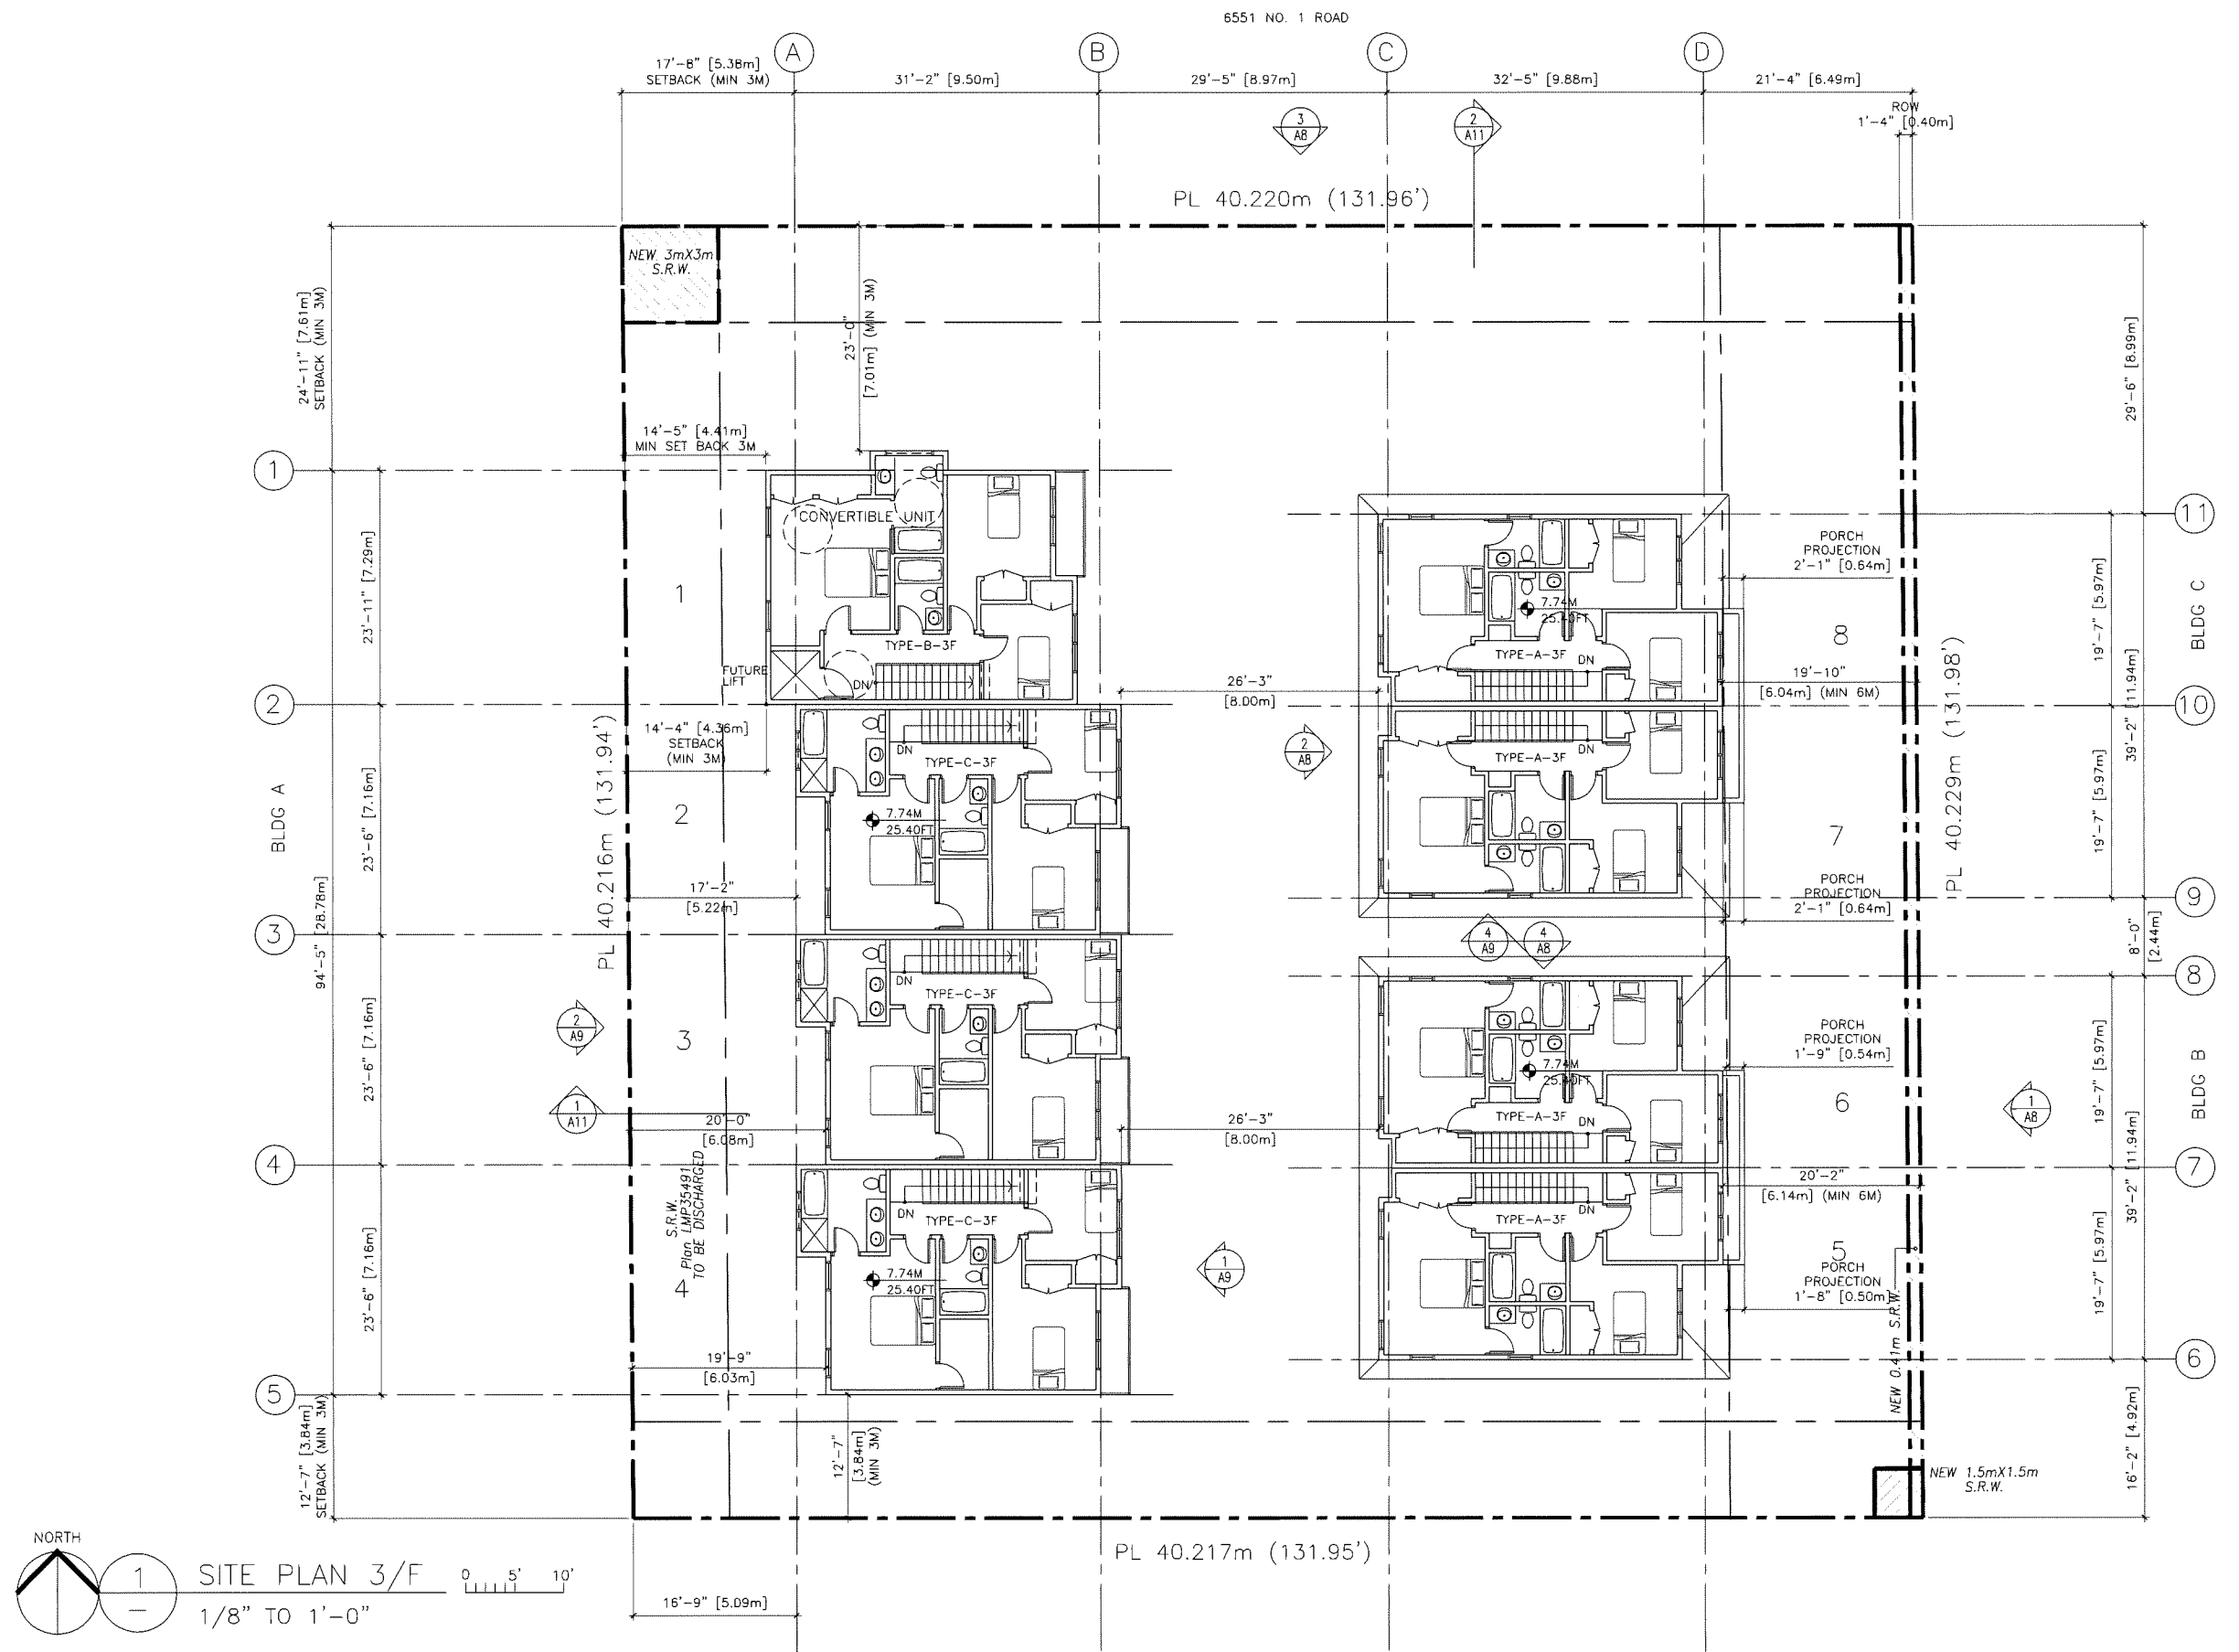 6551 NO. 1 ROAD
A
B
C
D
17'-8" [5.38m]
SETBACK (MIN 3M)
31'-2" [9.50m]
29'-5" [8.97m]
32'-5" [9.88m]
21'-4" [6.49m]
ROW
1'-4" [0.40m]
3
A8
2
A11
PL 40.220m (131.96')
NEW 3mX3m
S.R.W.
24'-11" [7.61m]
SETBACK (MIN 3M)
23'-0"
[7.01m] (MIN 3M)
29'-6" [8.99m]
14'-5" [4.41m]
MIN SET BACK 3M
1
11
CONVERTIBLE UNIT
PORCH
PROJECTION
2'-1" [0.64m]
23'-11" [7.29m]
1
7.74M
25.40FT
8
19'-7" [5.97m]
BLDG C
TYPE-B-3F
TYPE-A-3F
DN
FUTURE
LIFT
DN
19'-10"
[6.04m] (MIN 6M)
26'-3"
[8.00m]
2
10
14'-4" [4.36m]
SETBACK
(MIN 3M)
DN
TYPE-C-3F
2
A8
DN
TYPE-A-3F
39'-2" [11.94m]
PL 40.216m (131.94')
PL 40.229m (131.98')
BLDG A
23'-6" [7.16m]
2
7.74M
25.40FT
7
19'-7" [5.97m]
17'-2"
[5.22m]
PORCH
PROJECTION
2'-1" [0.64m]
9
94'-5" [28.78m]
3
4
A9
4
A8
8'-0"
[2.44m]
8
DN
TYPE-C-3F
2
A9
3
23'-6" [7.16m]
PORCH
PROJECTION
1'-9" [0.54m]
7.74M
25.40FT
6
19'-7" [5.97m]
BLDG B
1
A8
1
A11
20'-0"
[6.08m]
26'-3"
[8.00m]
TYPE-A-3F
DN
39'-2" [11.94m]
4
7
S.R.W.
Plan LMP35491
TO BE DISCHARGED
20'-2"
[6.14m] (MIN 6M)
DN
TYPE-C-3F
TYPE-A-3F
DN
23'-6" [7.16m]
4
7.74M
25.40FT
1
A9
5
PORCH
PROJECTION
1'-8" [0.50m]
19'-7" [5.97m]
19'-9"
[6.03m]
NEW 0.41m S.R.W.
5
6
12'-7" [3.84m]
SETBACK (MIN 3M)
12'-7"
[3.84m]
(MIN 3M)
16'-2" [4.92m]
NEW 1.5mX1.5m
S.R.W.
PL 40.217m (131.95')
NORTH
1
–
SITE PLAN 3/F
0 5' 10'
1/8" TO 1'-0"
16'-9" [5.09m]